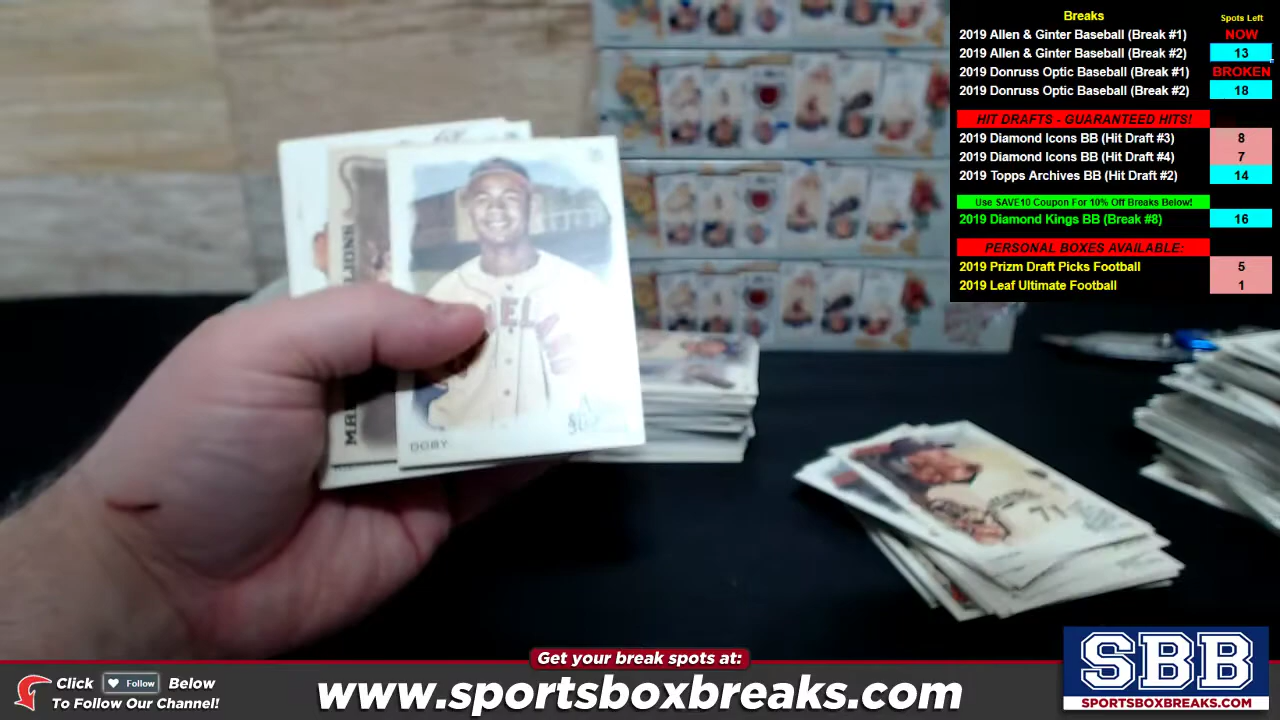 Breaks Spots Left
2019 Allen & Ginter Baseball (Break #1) NOW
2019 Allen & Ginter Baseball (Break #2) 13
2019 Donruss Optic Baseball (Break #1) BROKEN
2019 Donruss Optic Baseball (Break #2) 18
HIT DRAFTS - GUARANTEED HITS!
2019 Diamond Icons BB (Hit Draft #3) 8
2019 Diamond Icons BB (Hit Draft #4) 7
2019 Topps Archives BB (Hit Draft #2) 14
Use SAVE10 Coupon For 10% Off Breaks Below!
2019 Diamond Kings BB (Break #8) 16
PERSONAL BOXES AVAILABLE:
2019 Prizm Draft Picks Football 5
2019 Leaf Ultimate Football 1
DOBY
Get your break spots at:
Click Follow Below
To Follow Our Channel!
www.sportsboxbreaks.com
SBB
SPORTSBOXBREAKS.COM